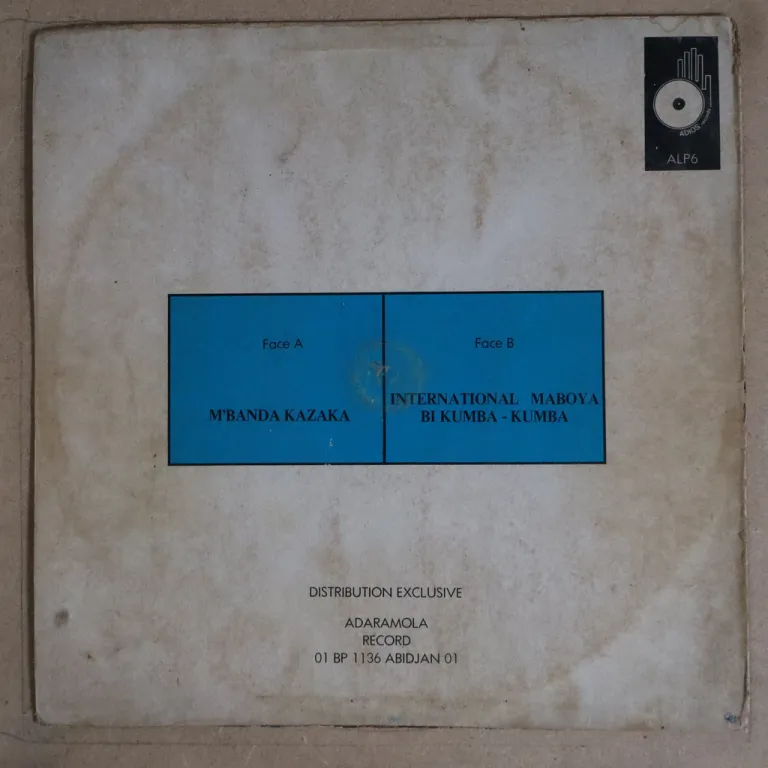 ADIOS
ALP6
Face A
M'BANDA KAZAKA
Face B
INTERNATIONAL MABOYA
BI KUMBA - KUMBA
DISTRIBUTION EXCLUSIVE
ADARAMOLA
RECORD
01 BP 1136 ABIDJAN 01